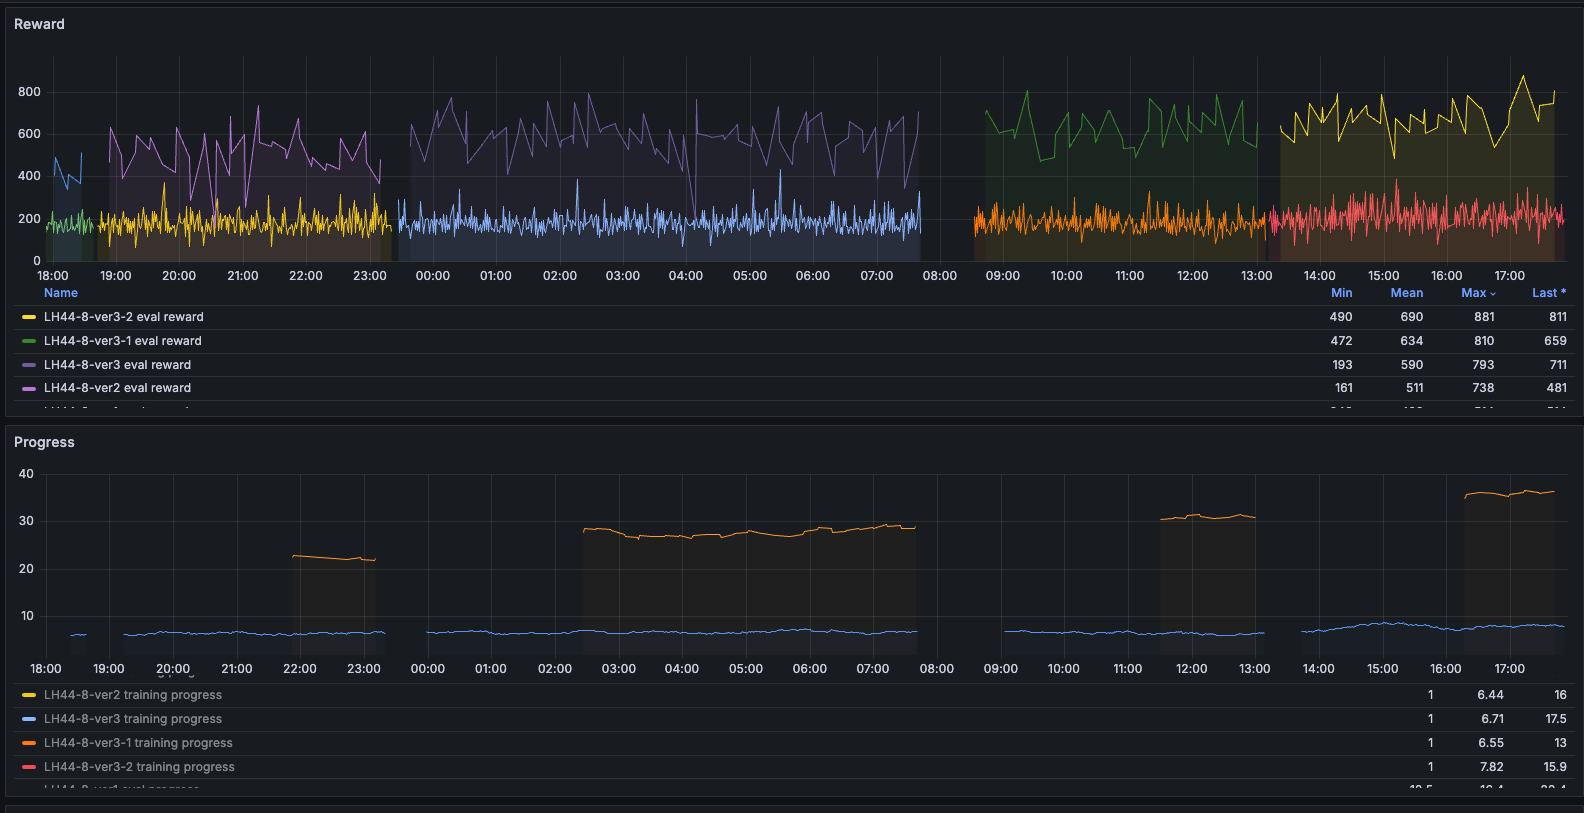 Reward
800
600
400
200
0
18:00 19:00 20:00 21:00 22:00 23:00 00:00 01:00 02:00 03:00 04:00 05:00 06:00 07:00 08:00 09:00 10:00 11:00 12:00 13:00 14:00 15:00 16:00 17:00
Name Min Mean Max Last *
LH44-8-ver3-2 eval reward 490 690 881 811
LH44-8-ver3-1 eval reward 472 634 810 659
LH44-8-ver3 eval reward 193 590 793 711
LH44-8-ver2 eval reward 161 511 738 481
Progress
40
30
20
10
18:00 19:00 20:00 21:00 22:00 23:00 00:00 01:00 02:00 03:00 04:00 05:00 06:00 07:00 08:00 09:00 10:00 11:00 12:00 13:00 14:00 15:00 16:00 17:00
LH44-8-ver2 training progress 1 6.44 16
LH44-8-ver3 training progress 1 6.71 17.5
LH44-8-ver3-1 training progress 1 6.55 13
LH44-8-ver3-2 training progress 1 7.82 15.9